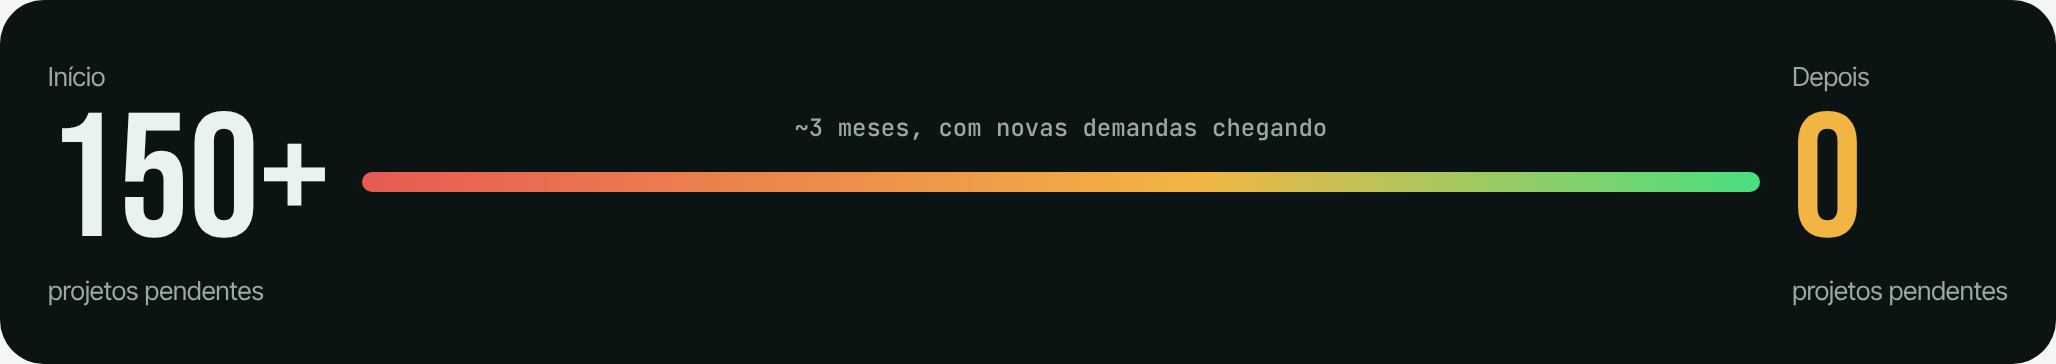 Início
150+
projetos pendentes
~3 meses, com novas demandas chegando
Depois
0
projetos pendentes